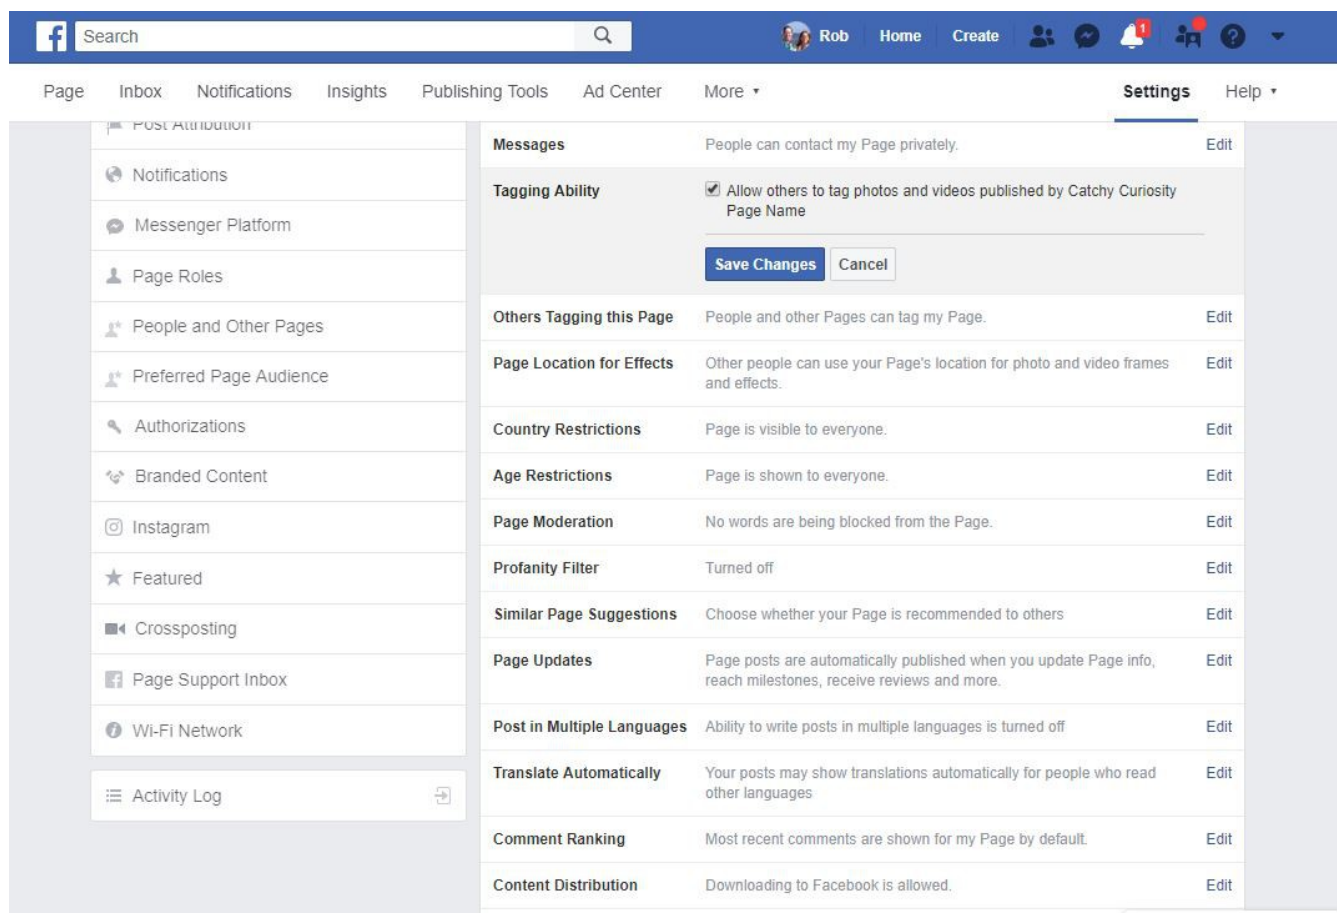 f Search Rob Home Create 1
Page Inbox Notifications Insights Publishing Tools Ad Center More Settings Help
Post Attribution
Notifications
Messenger Platform
Page Roles
People and Other Pages
Preferred Page Audience
Authorizations
Branded Content
Instagram
Featured
Crossposting
Page Support Inbox
Wi-Fi Network
Activity Log
Messages People can contact my Page privately. Edit
Tagging Ability Allow others to tag photos and videos published by Catchy Curiosity
Page Name
Save Changes Cancel
Others Tagging this Page People and other Pages can tag my Page. Edit
Page Location for Effects Other people can use your Page's location for photo and video frames Edit
and effects.
Country Restrictions Page is visible to everyone. Edit
Age Restrictions Page is shown to everyone. Edit
Page Moderation No words are being blocked from the Page. Edit
Profanity Filter Turned off Edit
Similar Page Suggestions Choose whether your Page is recommended to others Edit
Page Updates Page posts are automatically published when you update Page info, Edit
reach milestones, receive reviews and more.
Post in Multiple Languages Ability to write posts in multiple languages is turned off Edit
Translate Automatically Your posts may show translations automatically for people who read Edit
other languages
Comment Ranking Most recent comments are shown for my Page by default. Edit
Content Distribution Downloading to Facebook is allowed. Edit